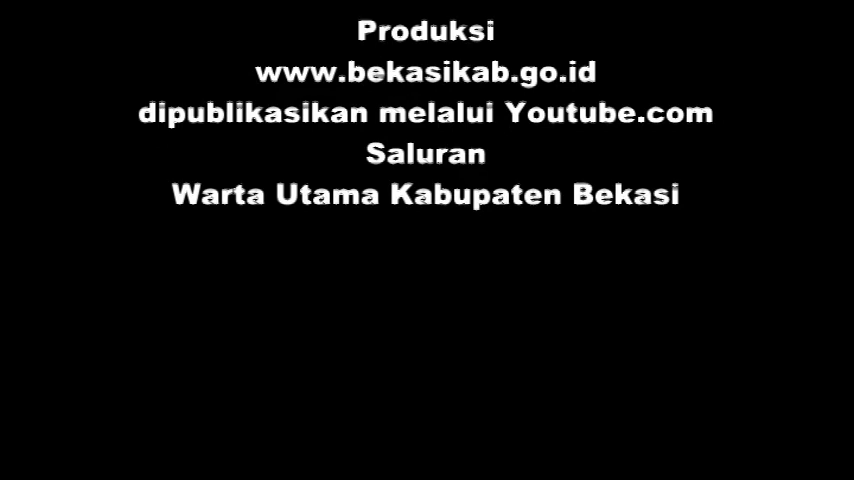 Produksi
www.bekasikab.go.id
dipublikasikan melalui Youtube.com
Saluran
Warta Utama Kabupaten Bekasi